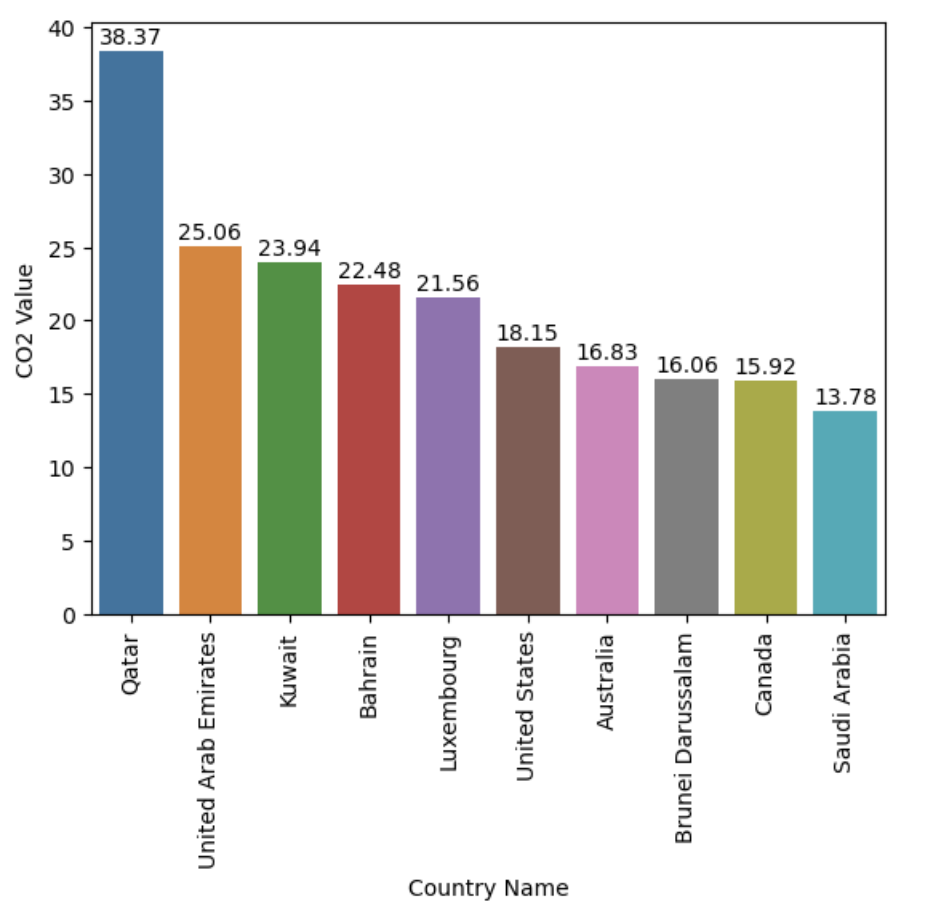 40
35
30
25
20
15
10
5
0
CO2 Value
38.37
25.06
23.94
22.48
21.56
18.15
16.83
16.06
15.92
13.78
Qatar
United Arab Emirates
Kuwait
Bahrain
Luxembourg
United States
Australia
Brunei Darussalam
Canada
Saudi Arabia
Country Name